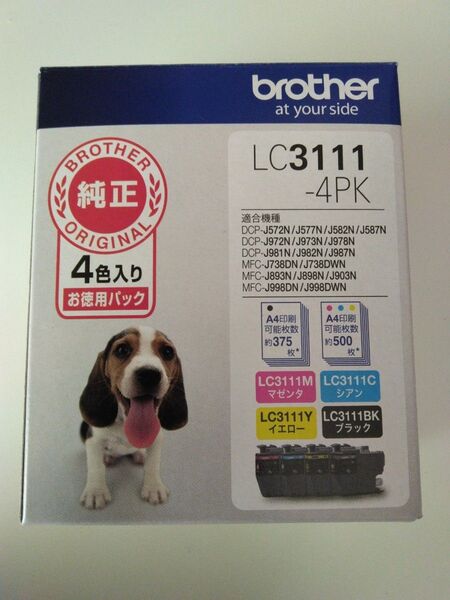 brother
at your side
BROTHER
純正
ORIGINAL
4色入り
お徳用パック
LC3111
-4PK
適合機種
DCP-J572N/J577N/J582N/J587N
DCP-J972N/J973N/J978N
DCP-J981N/J982N/J987N
MFC-J738DN/J738DWN
MFC-J893N/J898N/J903N
MFC-J998DN/J998DWN
A4印刷
可能枚数
約375
枚*
A4印刷
可能枚数
約500
枚*
LC3111M
マゼンタ
LC3111C
シアン
LC3111Y
イエロー
LC3111BK
ブラック